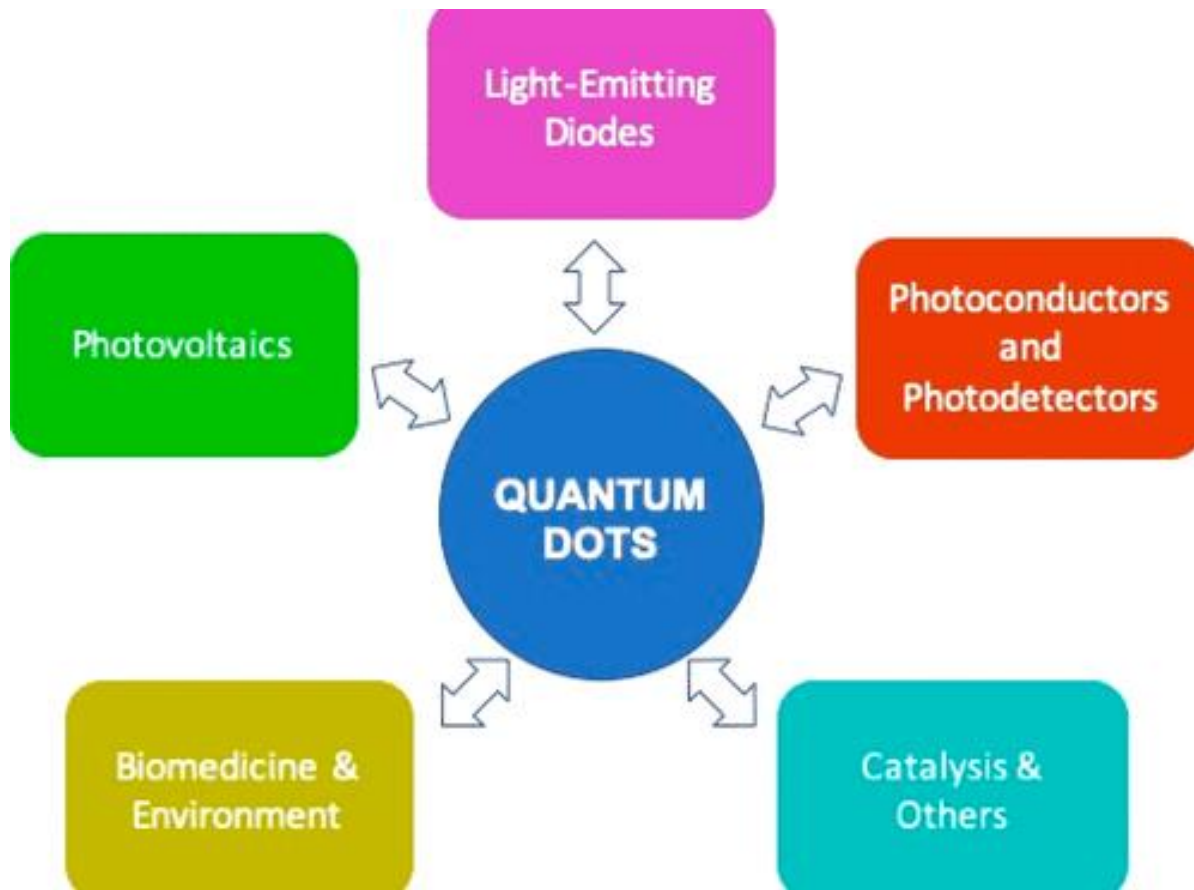 Light-Emitting
Diodes
Photovoltaics
Photoconductors
and
Photodetectors
QUANTUM
DOTS
Biomedicine &
Environment
Catalysis &
Others